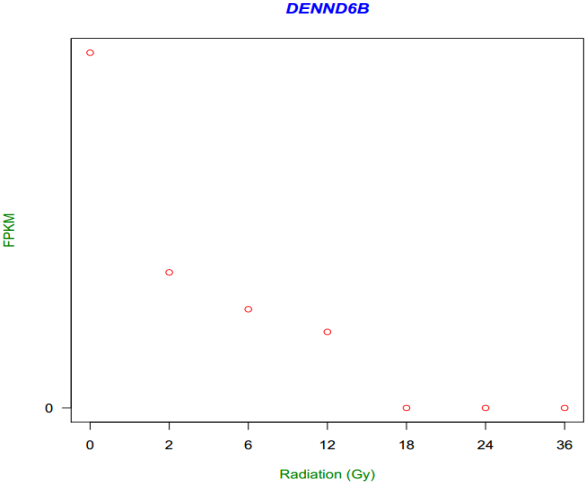 DENND6B
FPKM
0
0 2 6 12 18 24 36
Radiation (Gy)